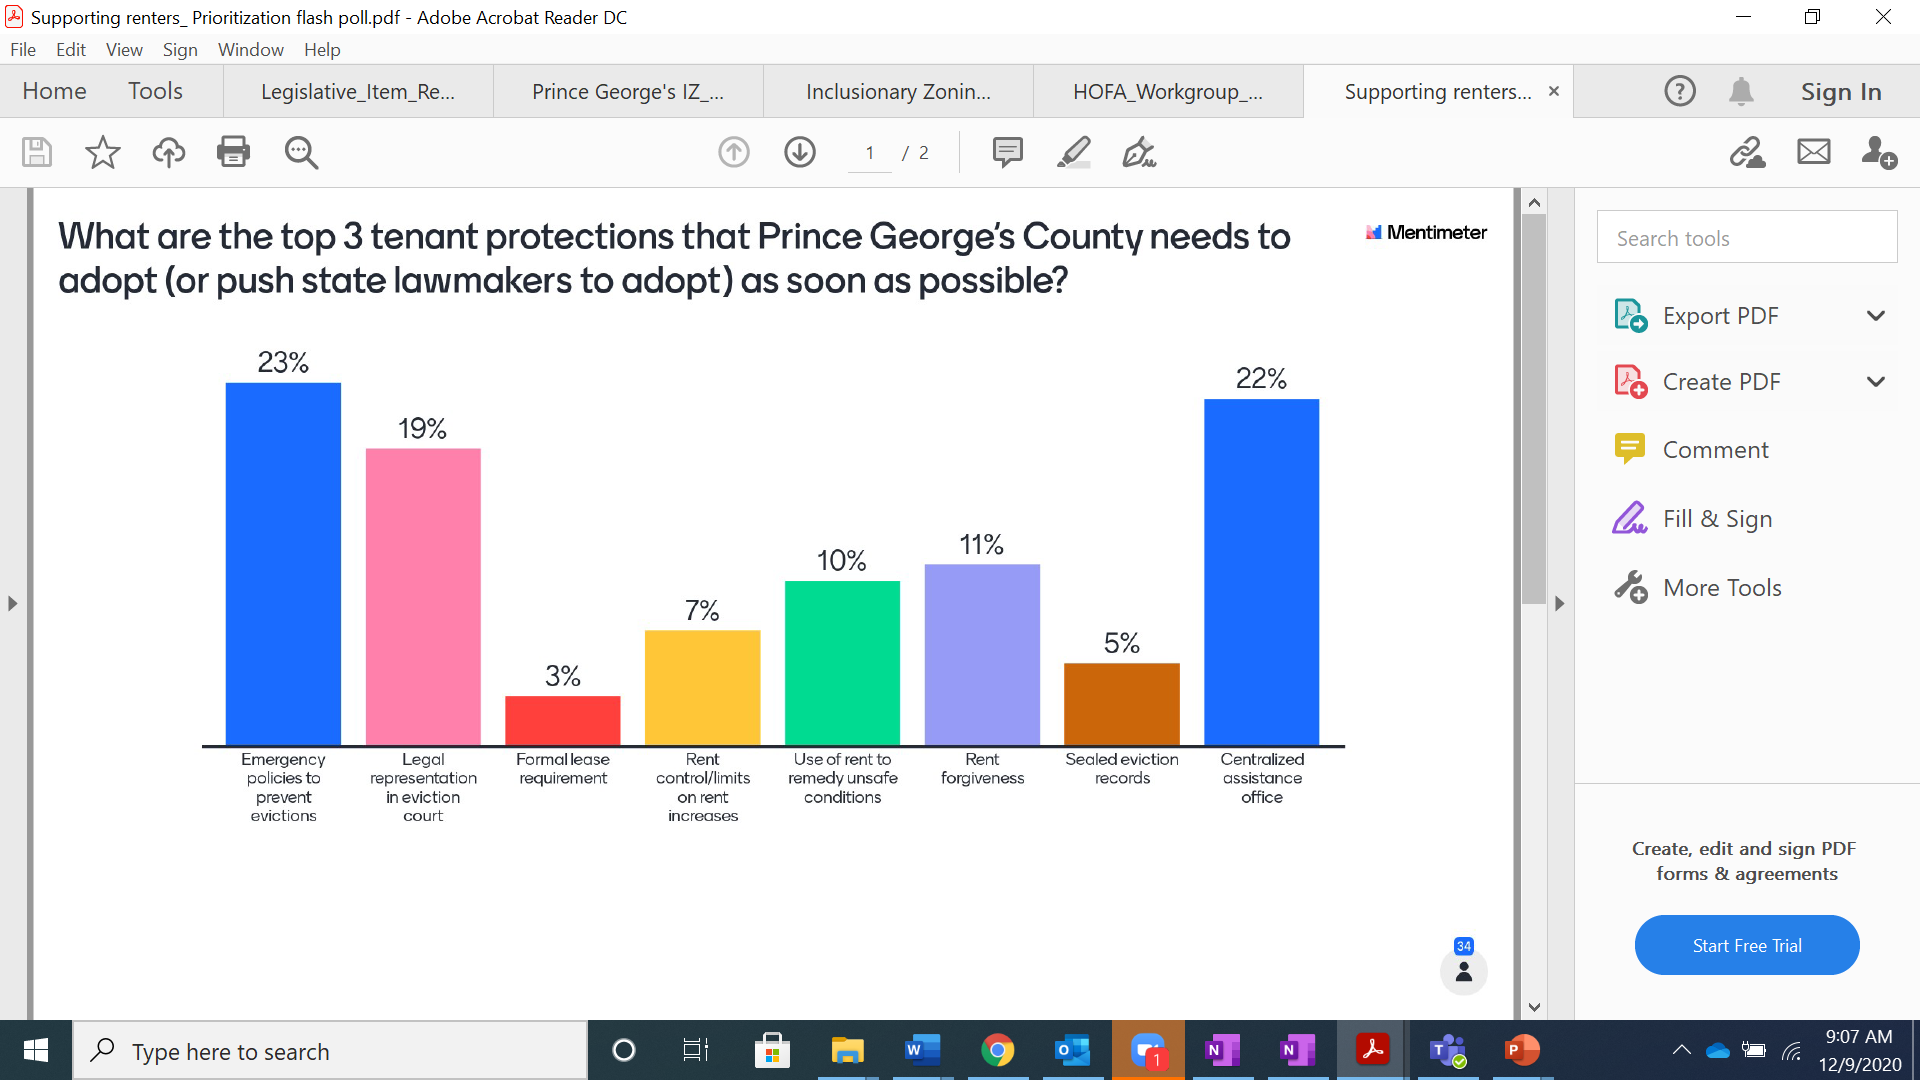 Supporting renters_ Prioritization flash poll.pdf - Adobe Acrobat Reader DC
File Edit View Sign Window Help
Home Tools Legislative_Item_Re... Prince George's IZ_... Inclusionary Zonin... HOFA_Workgroup_... Supporting renters... × Sign In
1 / 2
What are the top 3 tenant protections that Prince George's County needs to
adopt (or push state lawmakers to adopt) as soon as possible?
Mentimeter
23%
19%
3%
7%
10%
11%
5%
22%
Emergency
policies to
prevent
evictions
Legal
representation
in eviction
court
Formal lease
requirement
Rent
control/limits
on rent
increases
Use of rent to
remedy unsafe
conditions
Rent
forgiveness
Sealed eviction
records
Centralized
assistance
office
34
Search tools
Export PDF
Create PDF
Comment
Fill & Sign
More Tools
Create, edit and sign PDF
forms & agreements
Start Free Trial
Type here to search
1
9:07 AM
12/9/2020